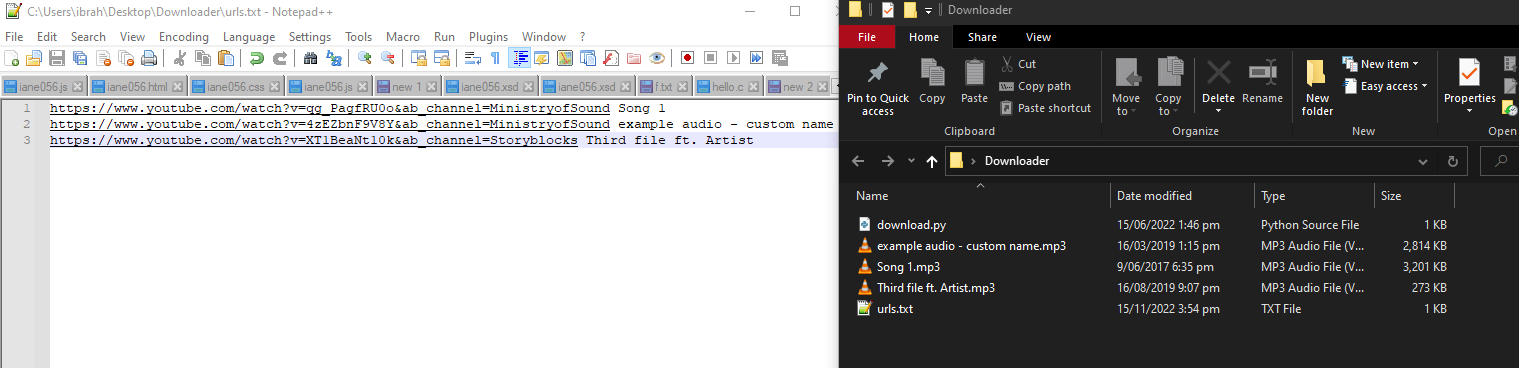 C:\Users\ibrah\Desktop\Downloader\urls.txt - Notepad++
File Edit Search View Encoding Language Settings Tools Macro Run Plugins Window ?
iane056.js iane056.html iane056.css iane056.js new 1 iane056.xsd iane056.xsd f.txt hello.c new 2
1 https://www.youtube.com/watch?v=qg_PagfRU0o&ab_channel=MinistryofSound Song 1
2 https://www.youtube.com/watch?v=4zEZbnF9V8Y&ab_channel=MinistryofSound example audio - custom name
3 https://www.youtube.com/watch?v=XT1BeaNt10k&ab_channel=Storyblocks Third file ft. Artist
Downloader
File Home Share View
Pin to Quick access
Copy
Paste
Cut
Copy path
Paste shortcut
Clipboard
Move to
Copy to
Delete
Rename
Organize
New folder
New item
Easy access
New
Properties
Open
Downloader
Name Date modified Type Size
download.py 15/06/2022 1:46 pm Python Source File 1 KB
example audio - custom name.mp3 16/03/2019 1:15 pm MP3 Audio File (V... 2,814 KB
Song 1.mp3 9/06/2017 6:35 pm MP3 Audio File (V... 3,201 KB
Third file ft. Artist.mp3 16/08/2019 9:07 pm MP3 Audio File (V... 273 KB
urls.txt 15/11/2022 3:54 pm TXT File 1 KB